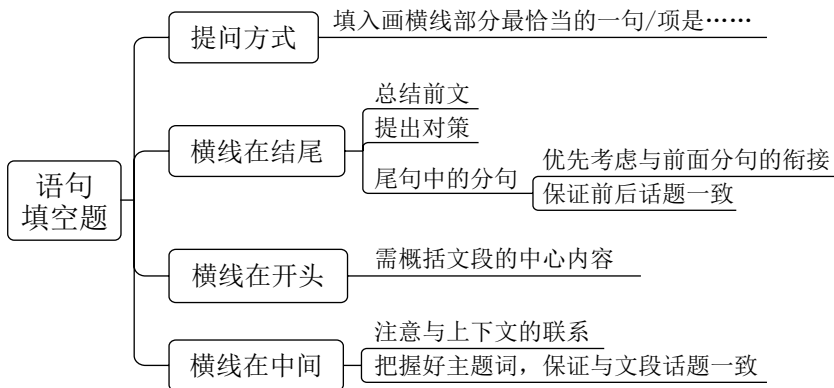 语句
填空题
提问方式
填入画横线部分最恰当的一句/项是……
横线在结尾
总结前文
提出对策
尾句中的分句
优先考虑与前面分句的衔接
保证前后话题一致
横线在开头
需概括文段的中心内容
横线在中间
注意与上下文的联系
把握好主题词，保证与文段话题一致